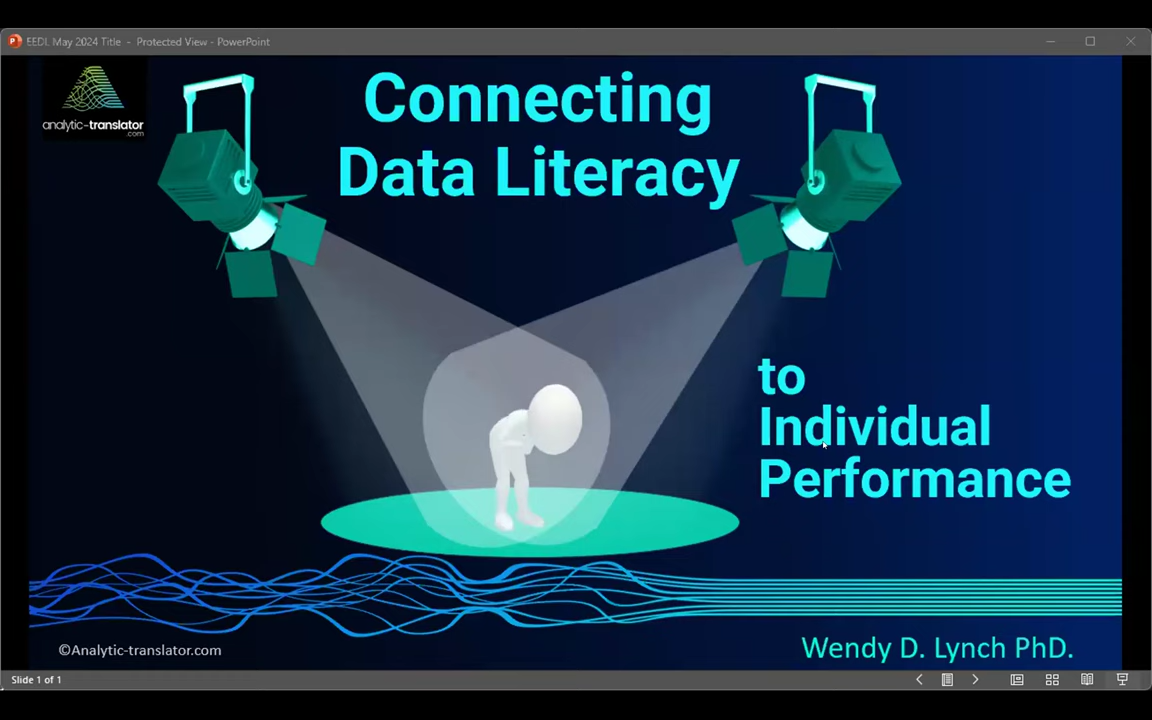 EEDL May 2024 Title - Protected View - PowerPoint
analytic-translator
.com
Connecting
Data Literacy
to
Individual
Performance
©Analytic-translator.com
Wendy D. Lynch PhD.
Slide 1 of 1